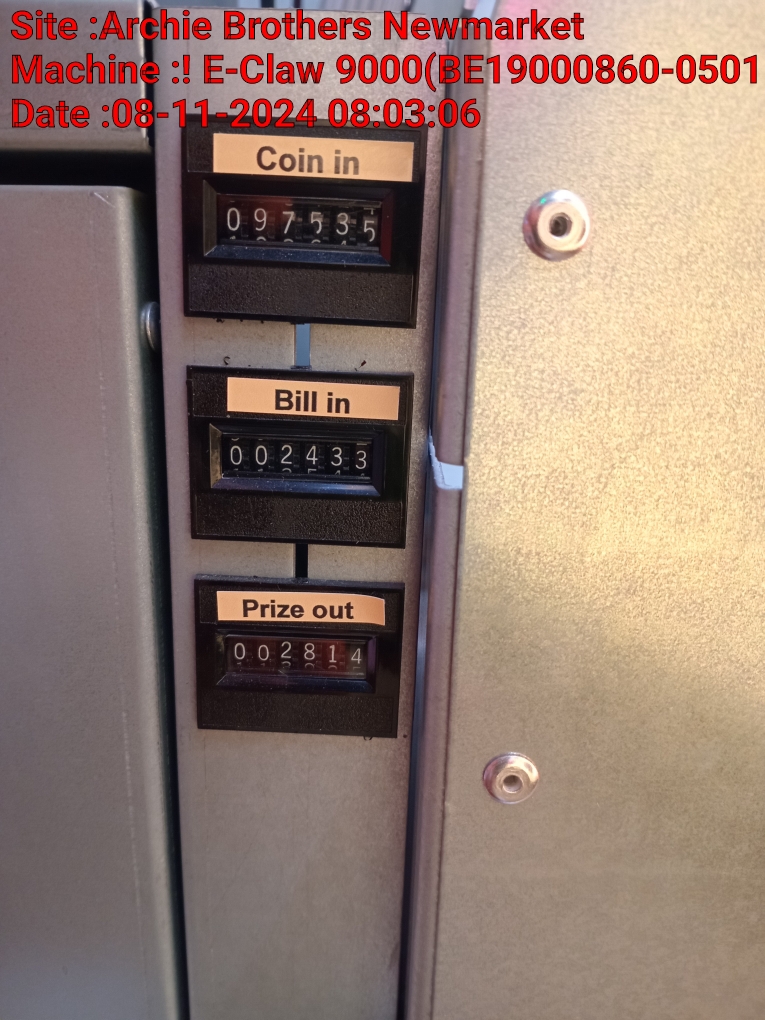 Site :Archie Brothers Newmarket
Machine :! E-Claw 9000(BE19000860-0501
Date :08-11-2024 08:03:06
Coin in
097535
Bill in
002433
Prize out
002814